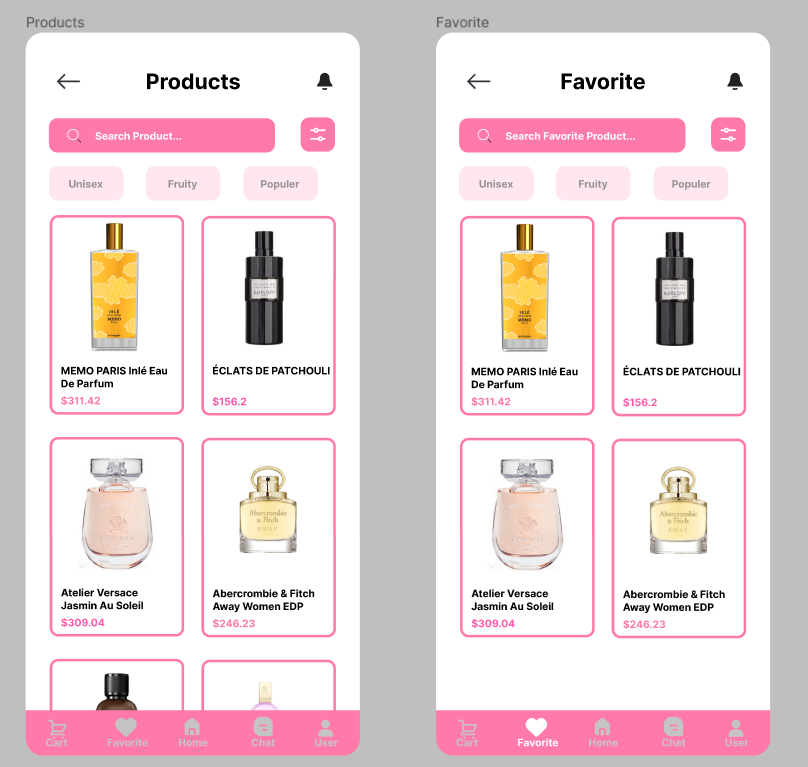 Products
Products
Search Product...
Unisex
Fruity
Populer
MEMO PARIS Inlé Eau
De Parfum
$311.42
ÉCLATS DE PATCHOULI
$156.2
Atelier Versace
Jasmin Au Soleil
$309.04
Abercrombie
& Fitch
AWAY
Abercrombie & Fitch
Away Women EDP
$246.23
Cart
Favorite
Home
Chat
User
Favorite
Favorite
Search Favorite Product...
Unisex
Fruity
Populer
INLÉ
MEMO
MEMO PARIS Inlé Eau
De Parfum
$311.42
ÉCLATS DE PATCHOULI
$156.2
Atelier Versace
Jasmin Au Soleil
$309.04
Abercrombie
& Fitch
AWAY
Abercrombie & Fitch
Away Women EDP
$246.23
Cart
Favorite
Home
Chat
User